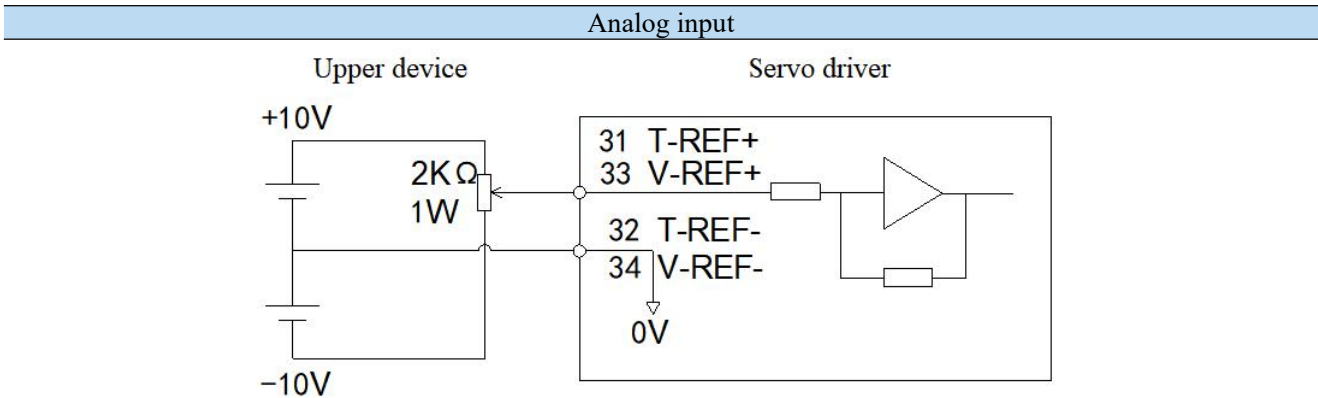 Analog input
Upper device Servo driver
+10V
31 T-REF+
2KΩ 33 V-REF+
1W
32 T-REF-
34 V-REF-
0V
−10V